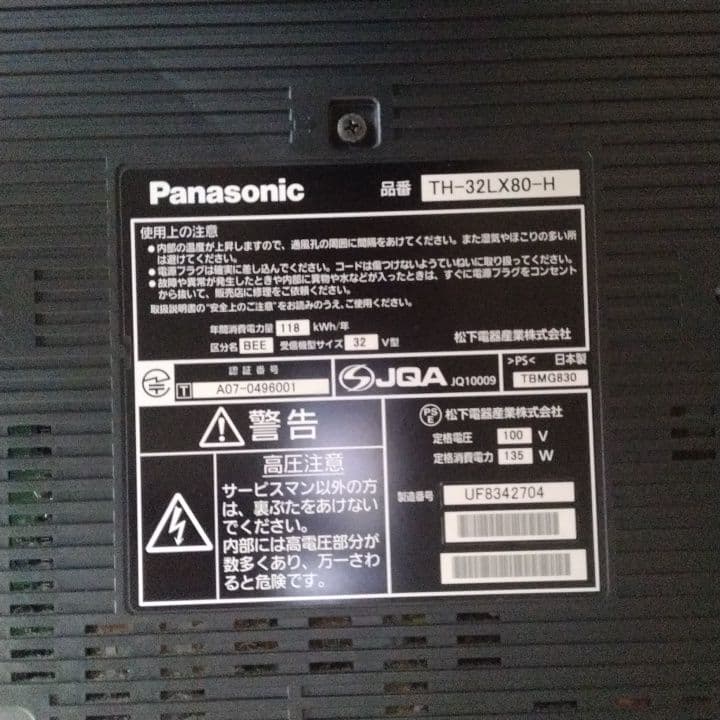 Panasonic 品番 TH-32LX80-H
使用上の注意
●内部の温度が上昇しますので、通風孔の周囲に間隔をあけてください。また湿気やほこりの多い所
は避けてください。
●電源プラグは確実に差し込んでください。コードは傷つけないようていねいに取り扱ってください。
●故障や異常が発生したときや内部に異物や水などが入ったときは、すぐに電源プラグをコンセント
から抜いて、販売店に修理をご依頼ください。
取扱説明書の"安全上のご注意"をお読みのうえ、ご使用ください。
年間消費電力量 118 kWh/年
区分名 BEE 受信機型サイズ 32 V型
松下電器産業株式会社
認証番号
T A07-0496001
JQA JQ10009
>PS< 日本製
TBMG830
警告
高圧注意
サービスマン以外の方
は、裏ぶたをあけない
でください。
内部には高電圧部分が
数多くあり、万一さわ
ると危険です。
PSE 松下電器産業株式会社
定格電圧 100 V
定格消費電力 135 W
製造番号 UF8342704